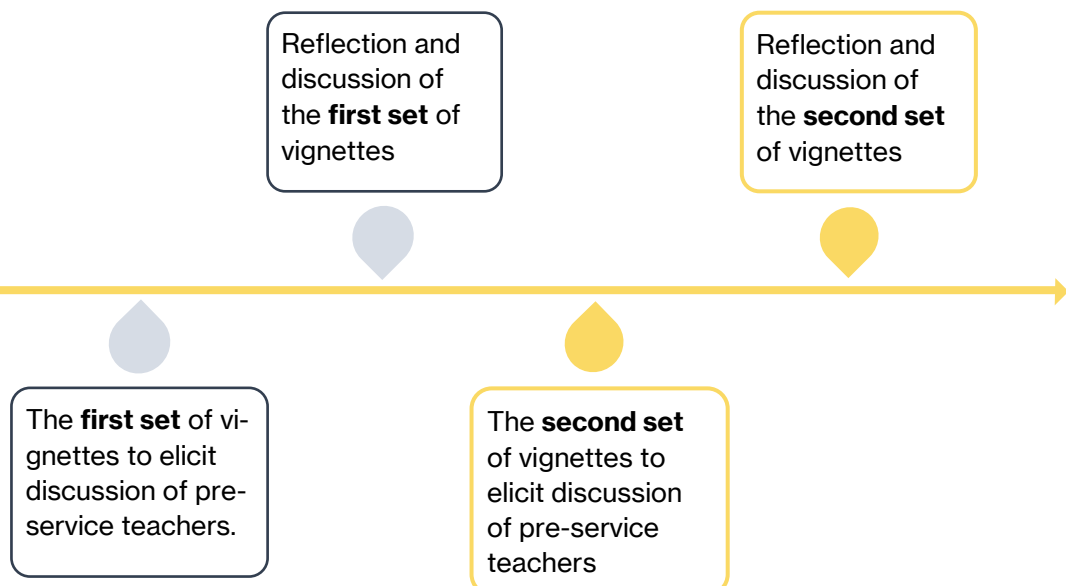 Reflection and
discussion of
the first set of
vignettes
Reflection and
discussion of
the second set
of vignettes
The first set of vi-
gnettes to elicit
discussion of pre-
service teachers.
The second set
of vignettes to
elicit discussion
of pre-service
teachers